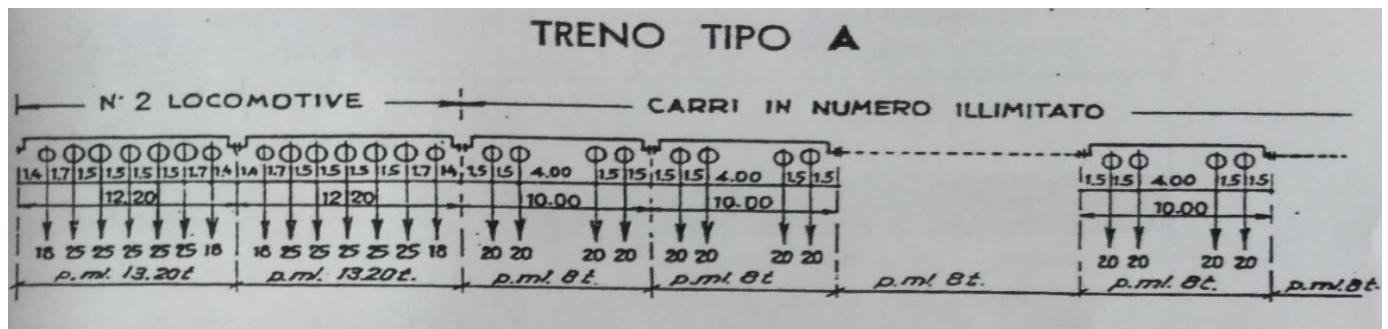 TRENO TIPO A
N. 2 LOCOMOTIVE CARRI IN NUMERO ILLIMITATO
1.4 1.7 1.5 1.5 1.5 1.5 1.7 1.4 1.4 1.7 1.5 1.5 1.5 1.5 1.7 1.4 1.5 1.5 4.00 1.5 1.5 1.5 1.5 4.00 1.5 1.5 1.5 1.5 4.00 1.5 1.5
12.20 12.20 10.00 10.00 10.00
18 25 25 25 25 25 18 18 25 25 25 25 25 18 20 20 20 20 20 20 20 20 20 20 20 20
p.ml. 13.20t p.ml. 13.20t. p.ml. 8t. p.ml. 8t p.ml. 8t. p.ml. 8t. p.ml. 8t.